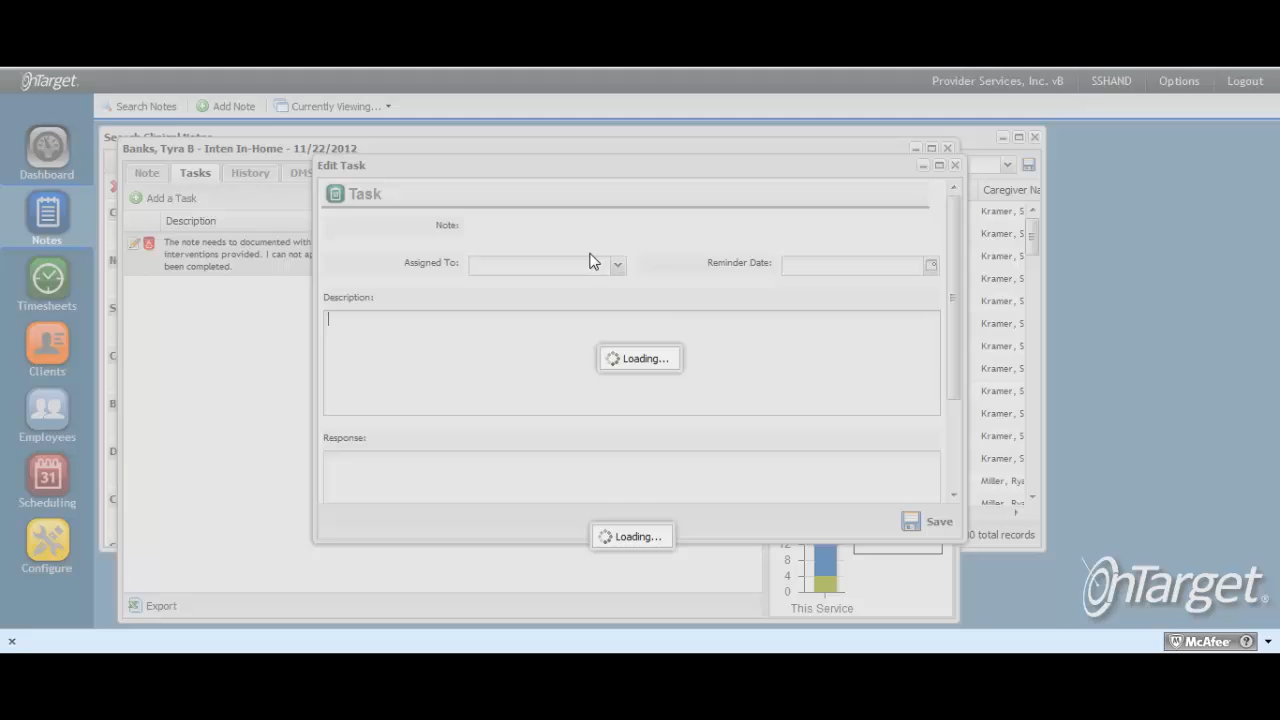 OnTarget
Provider Services, Inc. vB
SSHAND
Options
Logout
Search Notes
Add Note
Currently Viewing...
Dashboard
Notes
Timesheets
Clients
Employees
31
Scheduling
Configure
Banks, Tyra B - Inten In-Home - 11/22/2012
Note
Tasks
History
Add a Task
Description
The note needs to documented with
interventions provided. I can not
been completed.
Export
Edit Task
Task
Note:
Assigned To:
Reminder Date:
Description:
Loading...
Response:
Save
Loading...
Caregiver
Kramer, S
Kramer, S
Kramer, S
Kramer, S
Kramer, S
Kramer, S
Kramer, S
Kramer, S
Kramer, S
Kramer, S
Kramer, S
Kramer, S
Miller, Rya
total records
12
8
4
0
This Service
OnTarget
McAfee